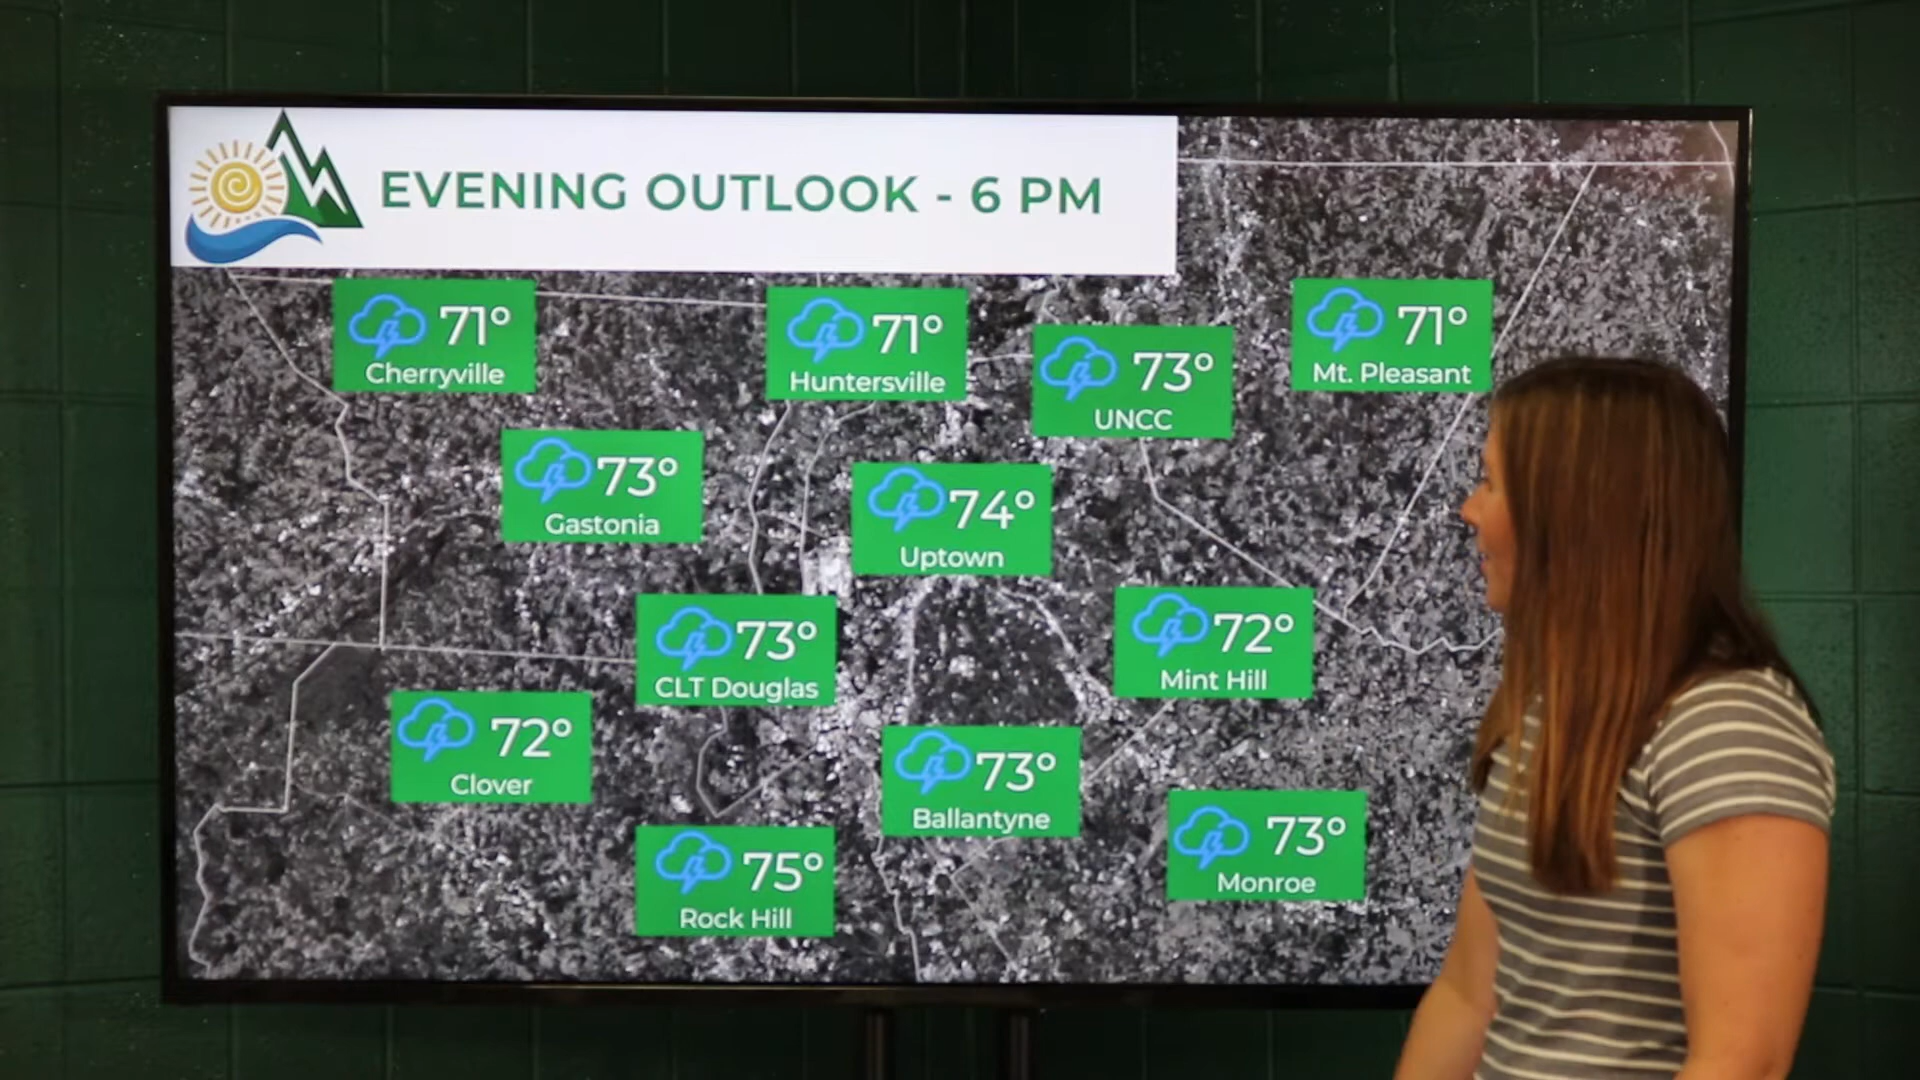 EVENING OUTLOOK - 6 PM
71°
Cherryville
71°
Huntersville
73°
UNCC
71°
Mt. Pleasant
73°
Gastonia
74°
Uptown
73°
CLT Douglas
72°
Mint Hill
72°
Clover
73°
Ballantyne
75°
Rock Hill
73°
Monroe